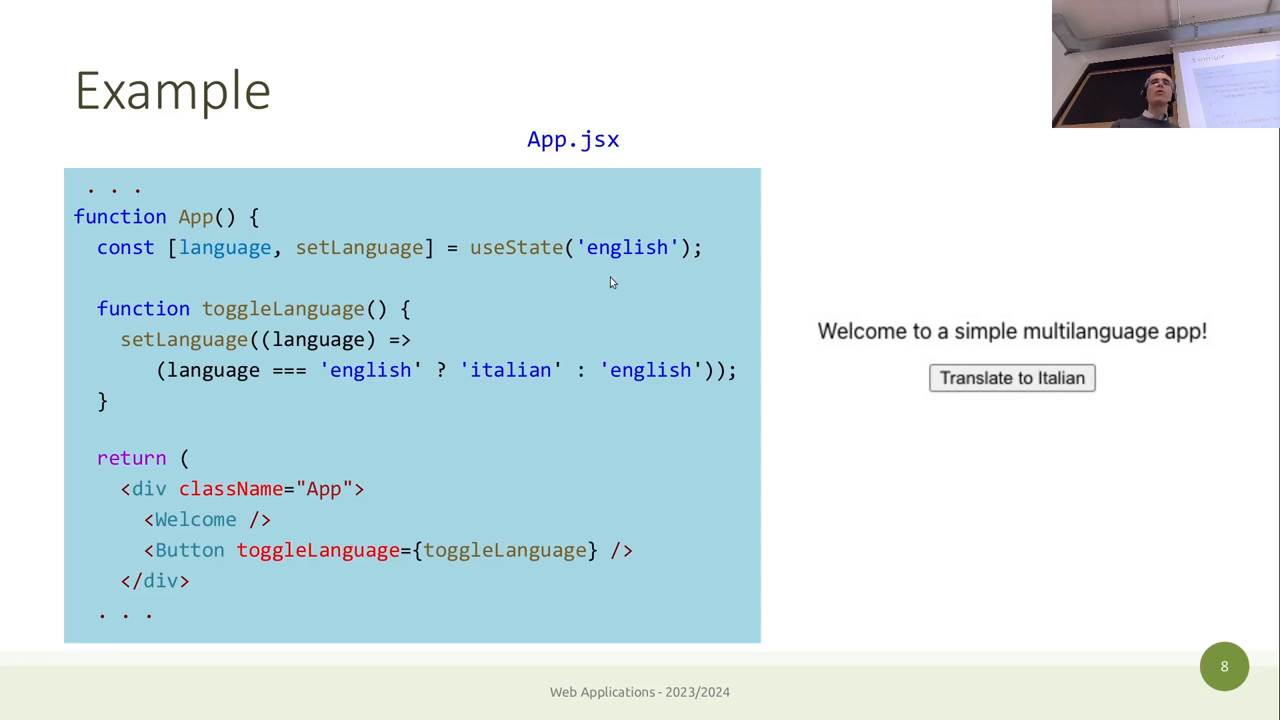 Example
App.jsx
. . .
function App() {
const [language, setLanguage] = useState('english');
function toggleLanguage() {
setLanguage((language) =>
(language === 'english' ? 'italian' : 'english'));
}
return (
<div className="App">
<Welcome />
<Button toggleLanguage={toggleLanguage} />
</div>
. . .
Welcome to a simple multilanguage app!
Translate to Italian
Web Applications - 2023/2024
8